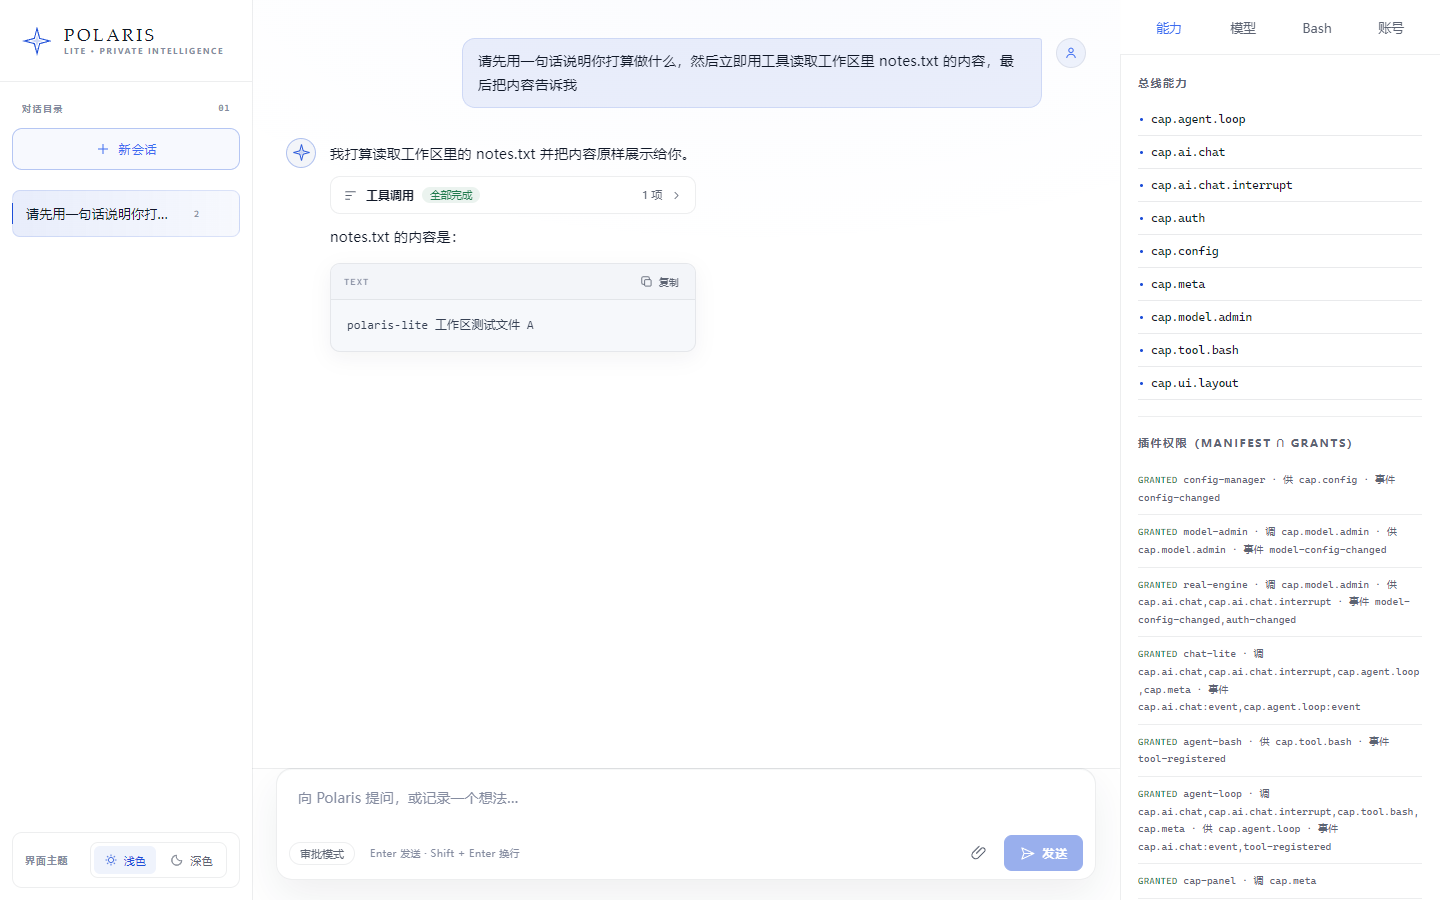 POLARIS
LITE • PRIVATE INTELLIGENCE
对话目录 01
新会话
请先用一句话说明你打... 2
界面主题
浅色
深色
请先用一句话说明你打算做什么，然后立即用工具读取工作区里 notes.txt 的内容，最
后把内容告诉我
我打算读取工作区里的 notes.txt 并把内容原样展示给你。
工具调用 全部完成 1 项
notes.txt 的内容是：
TEXT 复制
polaris-lite 工作区测试文件 A
向 Polaris 提问，或记录一个想法...
审批模式 Enter 发送 · Shift + Enter 换行
发送
能力 模型 Bash 账号
总线能力
cap.agent.loop
cap.ai.chat
cap.ai.chat.interrupt
cap.auth
cap.config
cap.meta
cap.model.admin
cap.tool.bash
cap.ui.layout
插件权限（MANIFEST ∩ GRANTS）
GRANTED config-manager · 供 cap.config · 事件
config-changed
GRANTED model-admin · 调 cap.model.admin · 供
cap.model.admin · 事件 model-config-changed
GRANTED real-engine · 调 cap.model.admin · 供
cap.ai.chat,cap.ai.chat.interrupt · 事件 model-
config-changed,auth-changed
GRANTED chat-lite · 调
cap.ai.chat,cap.ai.chat.interrupt,cap.agent.loop
,cap.meta · 事件
cap.ai.chat:event,cap.agent.loop:event
GRANTED agent-bash · 供 cap.tool.bash · 事件
tool-registered
GRANTED agent-loop · 调
cap.ai.chat,cap.ai.chat.interrupt,cap.tool.bash,
cap.meta · 供 cap.agent.loop · 事件
cap.ai.chat:event,tool-registered
GRANTED cap-panel · 调 cap.meta